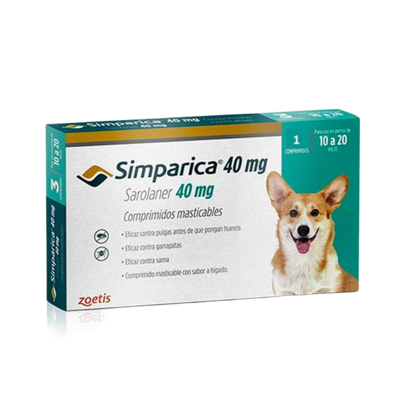 Simparica® 40 mg
Sarolaner 40 mg
Comprimidos masticables
• Eficaz contra pulgas antes de que pongan huevos
• Eficaz contra garrapatas
• Eficaz contra sarna
• Comprimido masticable con sabor a hígado.
zoetis
1
COMPRIMIDOS
Para uso en perros de
10 a 20
KILOS
Simparica 40 mg
10 a 20